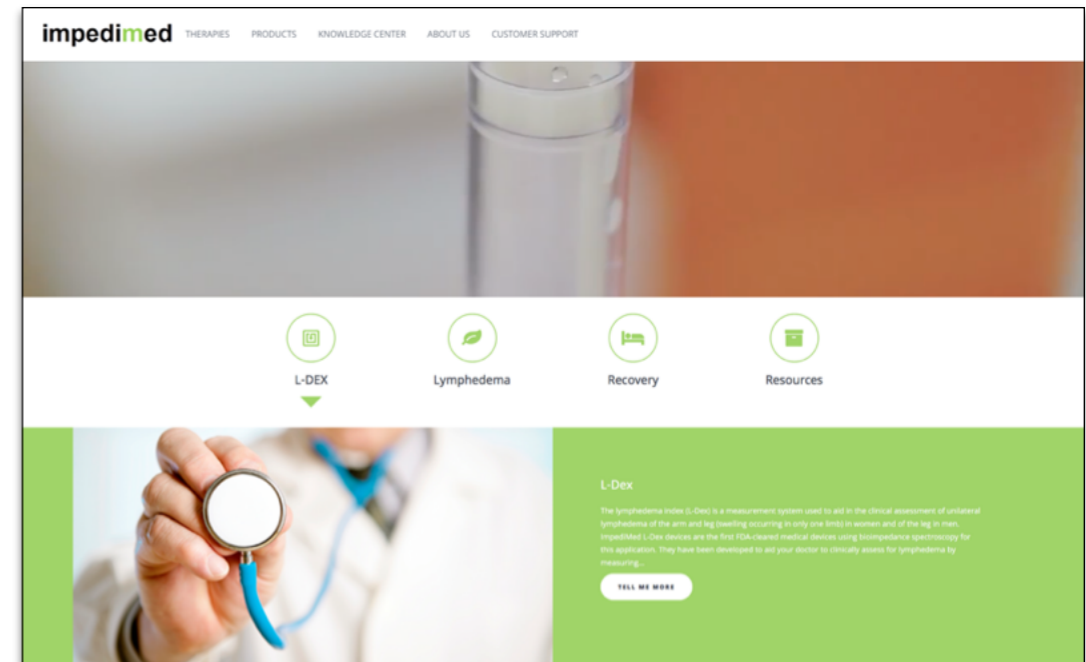 impedimed
THERAPIES PRODUCTS KNOWLEDGE CENTER ABOUT US CUSTOMER SUPPORT
L-DEX Lymphedema Recovery Resources
L-Dex
The lymphedema index (L-Dex) is a measurement system used to aid in the clinical assessment of unilateral
lymphedema of the arm and leg (swelling occurring in only one limb) in women and of the leg in men.
ImpediMed L-Dex devices are the first FDA-cleared medical devices using bioimpedance spectroscopy for
this application. They have been developed to aid your doctor to clinically assess for lymphedema by
measuring...
TELL ME MORE